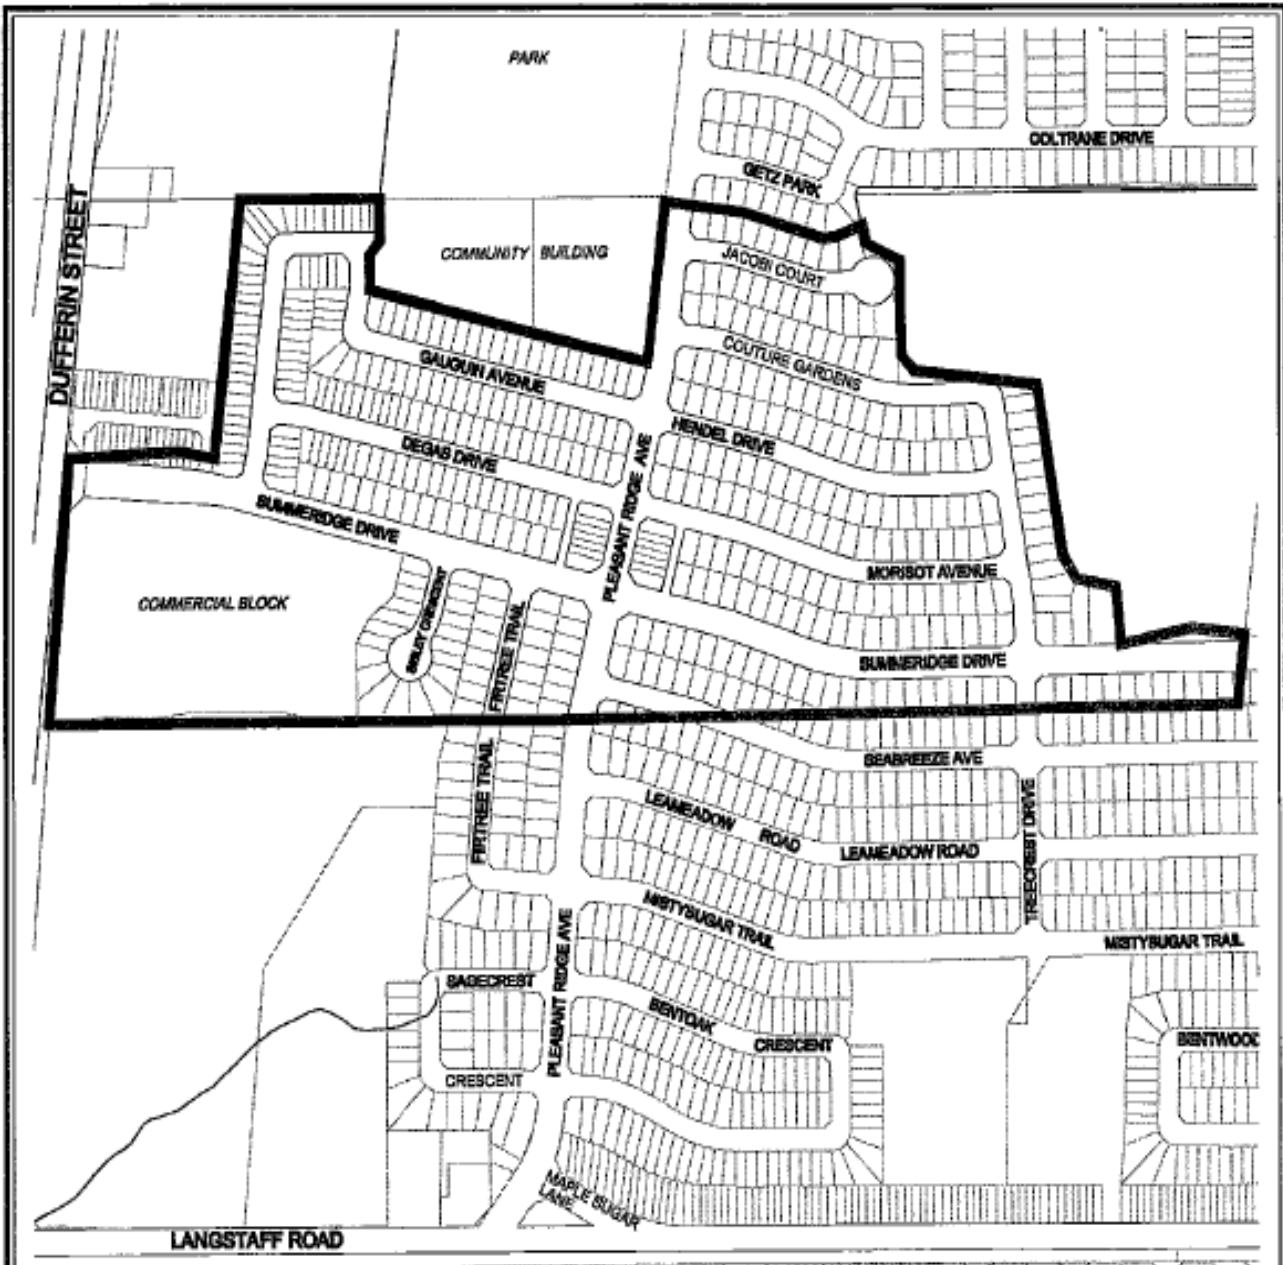 PARK
COLTRANE DRIVE
GETZ PARK
DUFFERIN STREET
COMMUNITY BUILDING
JACOBI COURT
COUTURE GARDENS
GAUGUIN AVENUE
HENDEL DRIVE
DEGAS DRIVE
PLEASANT RIDGE AVE
SUMMERIDGE DRIVE
MORISOT AVENUE
COMMERCIAL BLOCK
CRESCENT
FIRTREE TRAIL
SUMMERIDGE DRIVE
FIRTREE TRAIL
SEABREEZE AVE
LEAMEADOW ROAD
LEAMEADOW ROAD
TREECREST DRIVE
MISTYSUGAR TRAIL
MISTYSUGAR TRAIL
PLEASANT RIDGE AVE
SAGECREST
BENTOAK
CRESCENT
BENTWOOD
CRESCENT
MAPLE SUGAR
LANE
LANGSTAFF ROAD